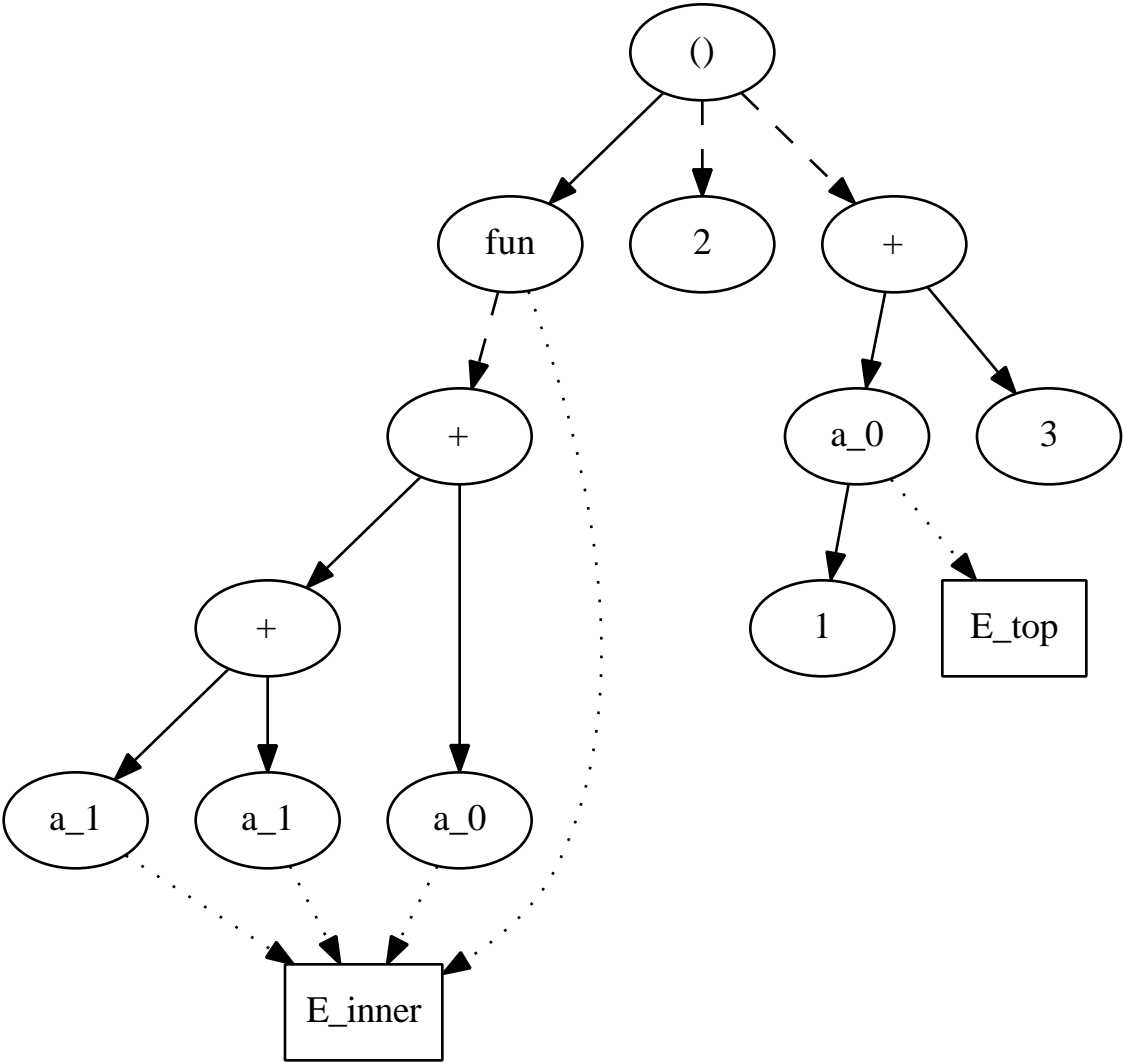 ()
fun
2
+
+
a_0
3
+
1
E_top
a_1
a_1
a_0
E_inner